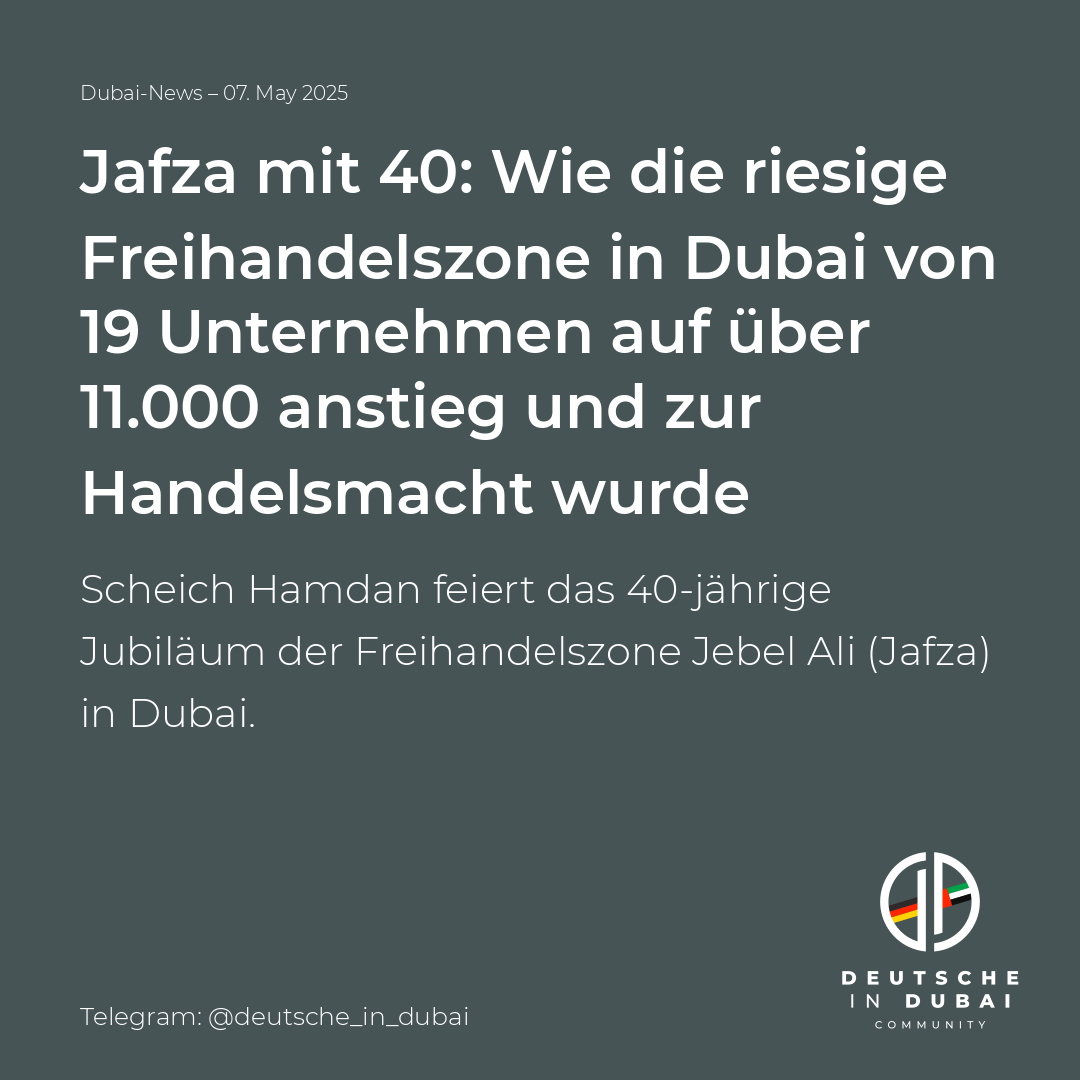 Dubai-News – 07. May 2025
Jafza mit 40: Wie die riesige
Freihandelszone in Dubai von
19 Unternehmen auf über
11.000 anstieg und zur
Handelsmacht wurde
Scheich Hamdan feiert das 40-jährige
Jubiläum der Freihandelszone Jebel Ali (Jafza)
in Dubai.
DEUTSCHE
IN DUBAI
COMMUNITY
Telegram: @deutsche_in_dubai